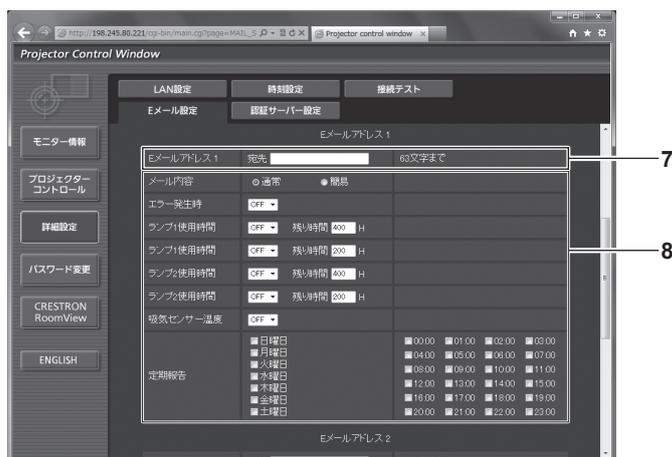 http://198.245.80.221/cgi-bin/main.cgi?page=MAIL_S
Projector control window
Projector Control Window
LAN設定 時刻設定 接続テスト
Eメール設定 認証サーバー設定
モニター情報
プロジェクター
コントロール
詳細設定
パスワード変更
CRESTRON
RoomView
ENGLISH
Eメールアドレス 1
Eメールアドレス 1 宛先 63文字まで
7
メール内容 通常 簡易
エラー発生時 OFF
ランプ1使用時間 OFF 残り時間 400 H
ランプ1使用時間 OFF 残り時間 200 H
8
ランプ2使用時間 OFF 残り時間 400 H
ランプ2使用時間 OFF 残り時間 200 H
吸気センサー温度 OFF
定期報告
日曜日
月曜日
火曜日
水曜日
木曜日
金曜日
土曜日
00:00 01:00 02:00 03:00
04:00 05:00 06:00 07:00
08:00 09:00 10:00 11:00
12:00 13:00 14:00 15:00
16:00 17:00 18:00 19:00
20:00 21:00 22:00 23:00
Eメールアドレス 2